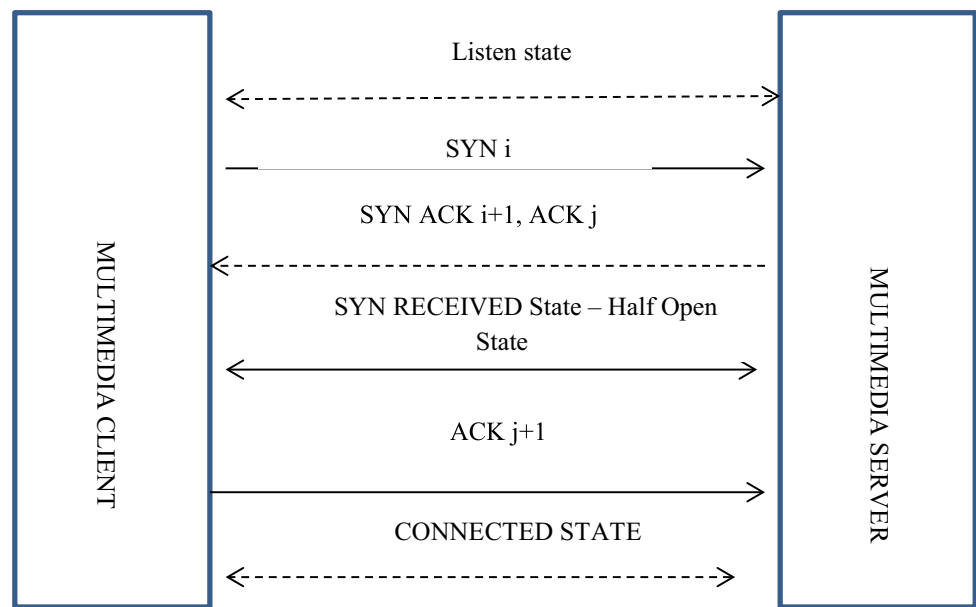 Listen state
SYN i
SYN ACK i+1, ACK j
SYN RECEIVED State – Half Open
State
ACK j+1
CONNECTED STATE
MULTIMEDIA CLIENT
MULTIMEDIA SERVER